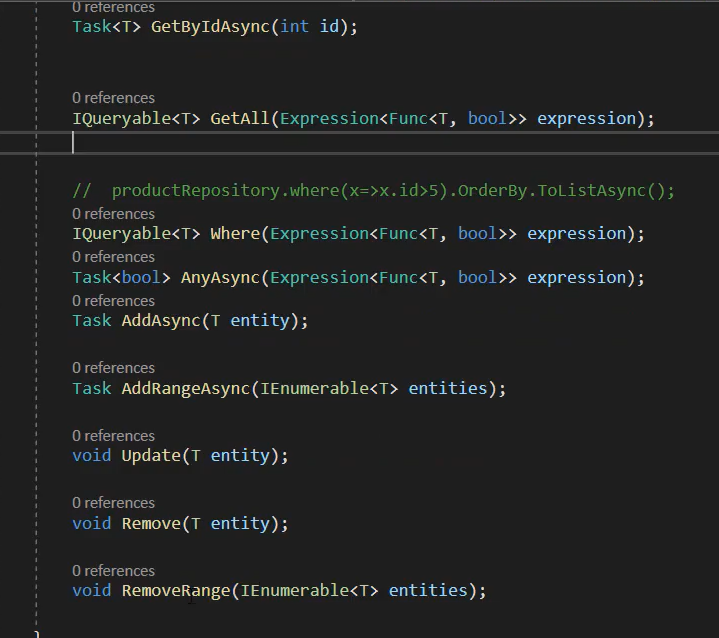 0 references
Task<T> GetByIdAsync(int id);
0 references
IQueryable<T> GetAll(Expression<Func<T, bool>> expression);
//  productRepository.where(x=>x.id>5).OrderBy.ToListAsync();
0 references
IQueryable<T> Where(Expression<Func<T, bool>> expression);
0 references
Task<bool> AnyAsync(Expression<Func<T, bool>> expression);
0 references
Task AddAsync(T entity);
0 references
Task AddRangeAsync(IEnumerable<T> entities);
0 references
void Update(T entity);
0 references
void Remove(T entity);
0 references
void RemoveRange(IEnumerable<T> entities);
}